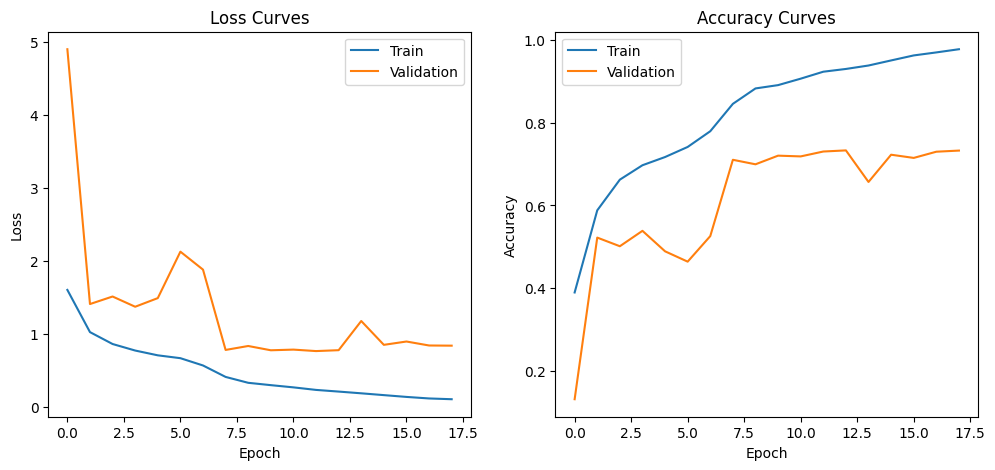 Loss Curves
5
4
3
2
1
0
Loss
Train
Validation
0.0 2.5 5.0 7.5 10.0 12.5 15.0 17.5
Epoch
Accuracy Curves
1.0
0.8
0.6
0.4
0.2
Accuracy
Train
Validation
0.0 2.5 5.0 7.5 10.0 12.5 15.0 17.5
Epoch